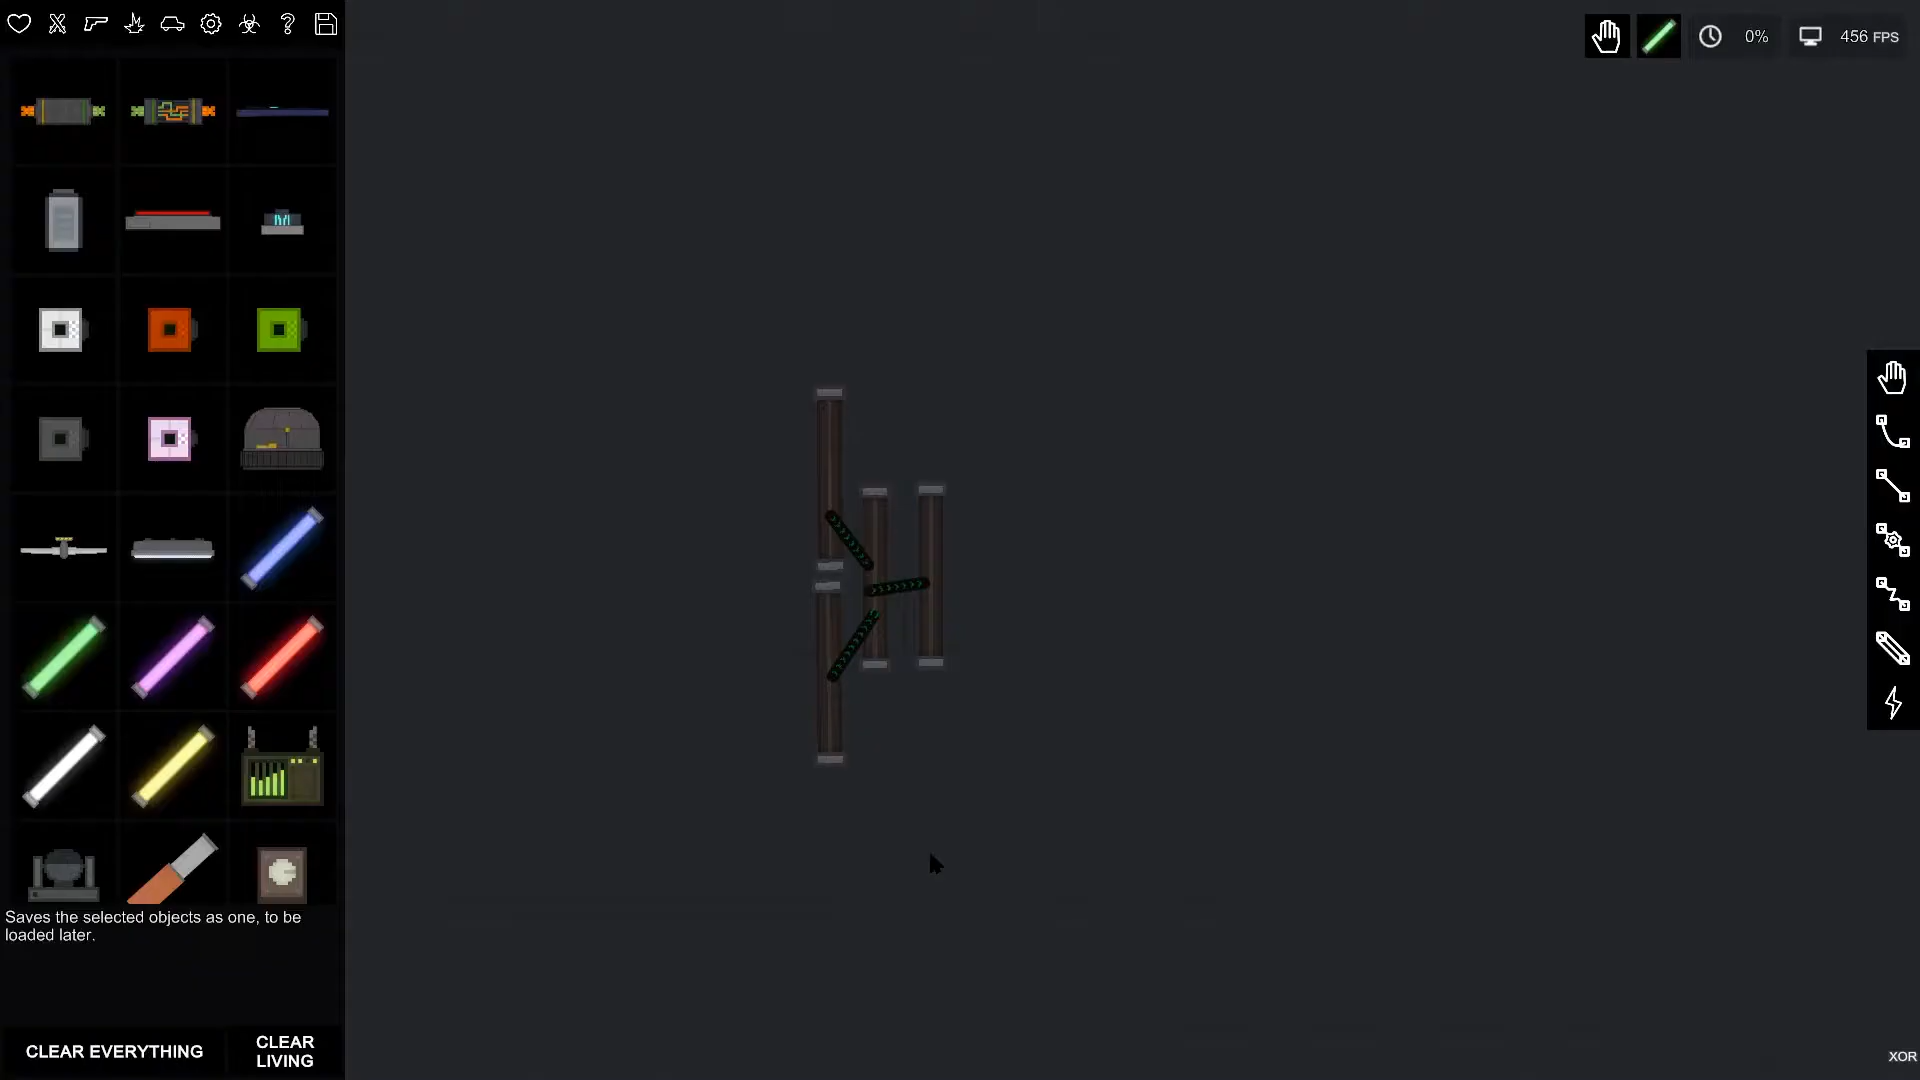 0%
456 FPS
Saves the selected objects as one, to be
loaded later.
CLEAR EVERYTHING
CLEAR
LIVING
XOR